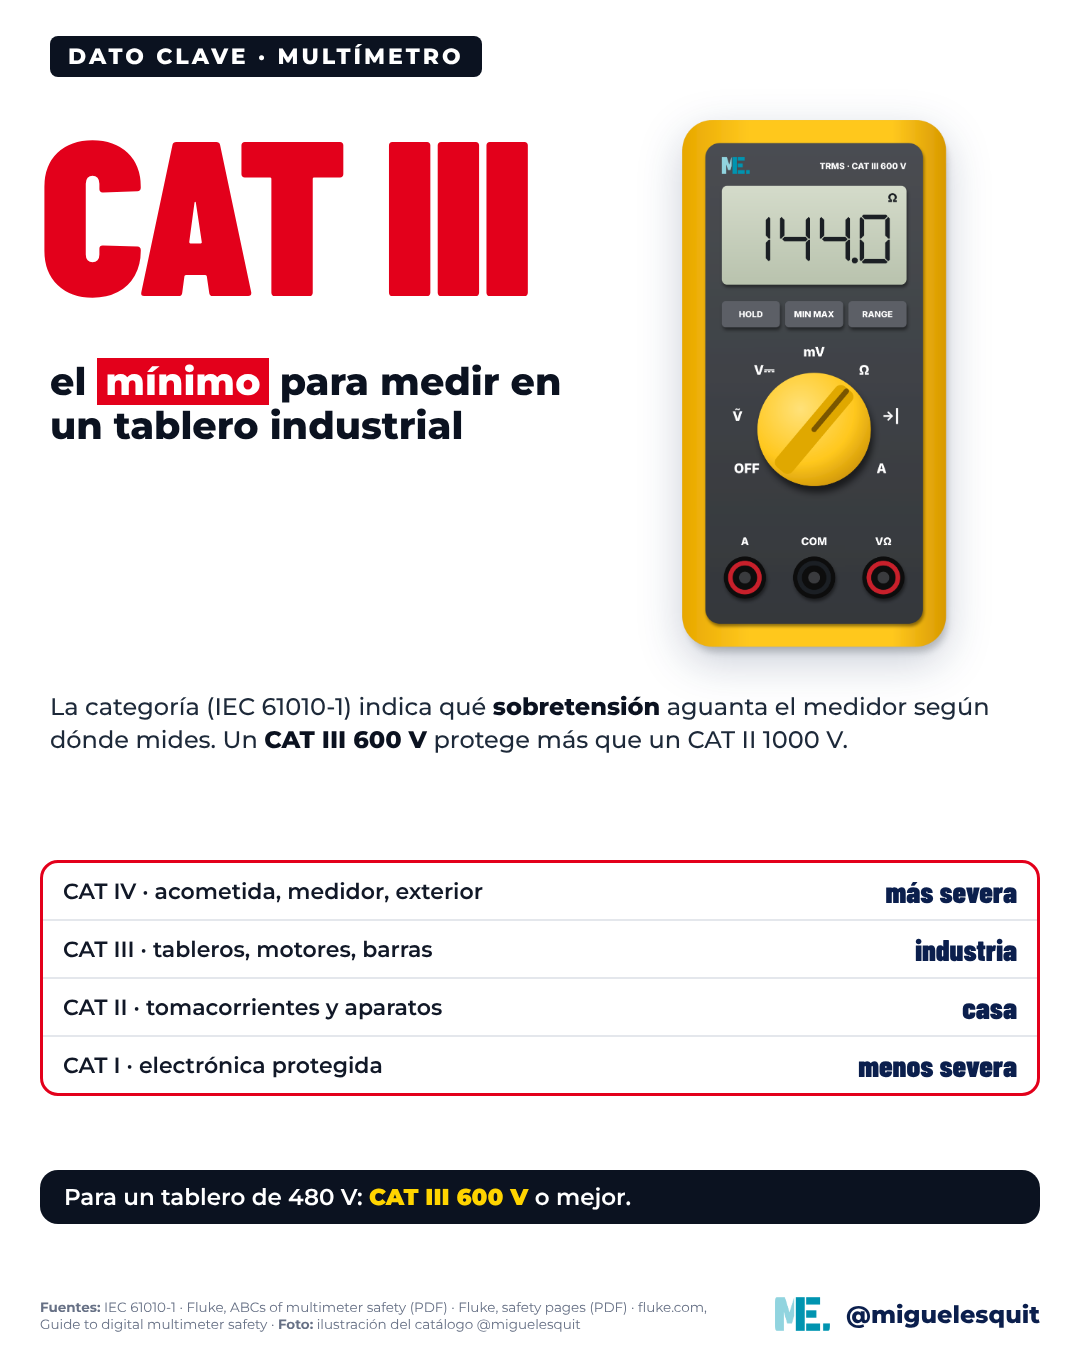 DATO CLAVE · MULTÍMETRO
CAT III
el mínimo para medir en
un tablero industrial
ME.
TRMS · CAT III 600 V
Ω
144.0
HOLD
MIN MAX
RANGE
mV
V⎓
Ω
Ṽ
OFF
A
A
COM
VΩ
La categoría (IEC 61010-1) indica qué sobretensión aguanta el medidor según
dónde mides. Un CAT III 600 V protege más que un CAT II 1000 V.
CAT IV · acometida, medidor, exterior más severa
CAT III · tableros, motores, barras industria
CAT II · tomacorrientes y aparatos casa
CAT I · electrónica protegida menos severa
Para un tablero de 480 V: CAT III 600 V o mejor.
Fuentes: IEC 61010-1 · Fluke, ABCs of multimeter safety (PDF) · Fluke, safety pages (PDF) · fluke.com,
Guide to digital multimeter safety · Foto: ilustración del catálogo @miguelesquit
ME. @miguelesquit